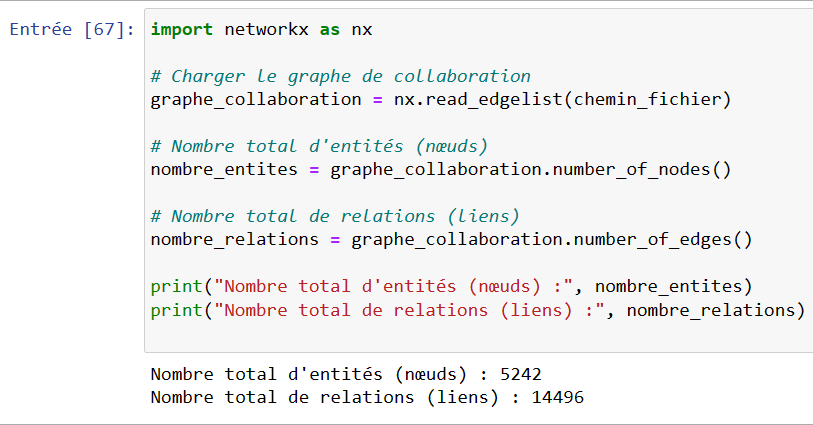 Entrée [67]: import networkx as nx
# Charger le graphe de collaboration
graphe_collaboration = nx.read_edgelist(chemin_fichier)
# Nombre total d'entités (nœuds)
nombre_entites = graphe_collaboration.number_of_nodes()
# Nombre total de relations (liens)
nombre_relations = graphe_collaboration.number_of_edges()
print("Nombre total d'entités (nœuds) :", nombre_entites)
print("Nombre total de relations (liens) :", nombre_relations)
Nombre total d'entités (nœuds) : 5242
Nombre total de relations (liens) : 14496